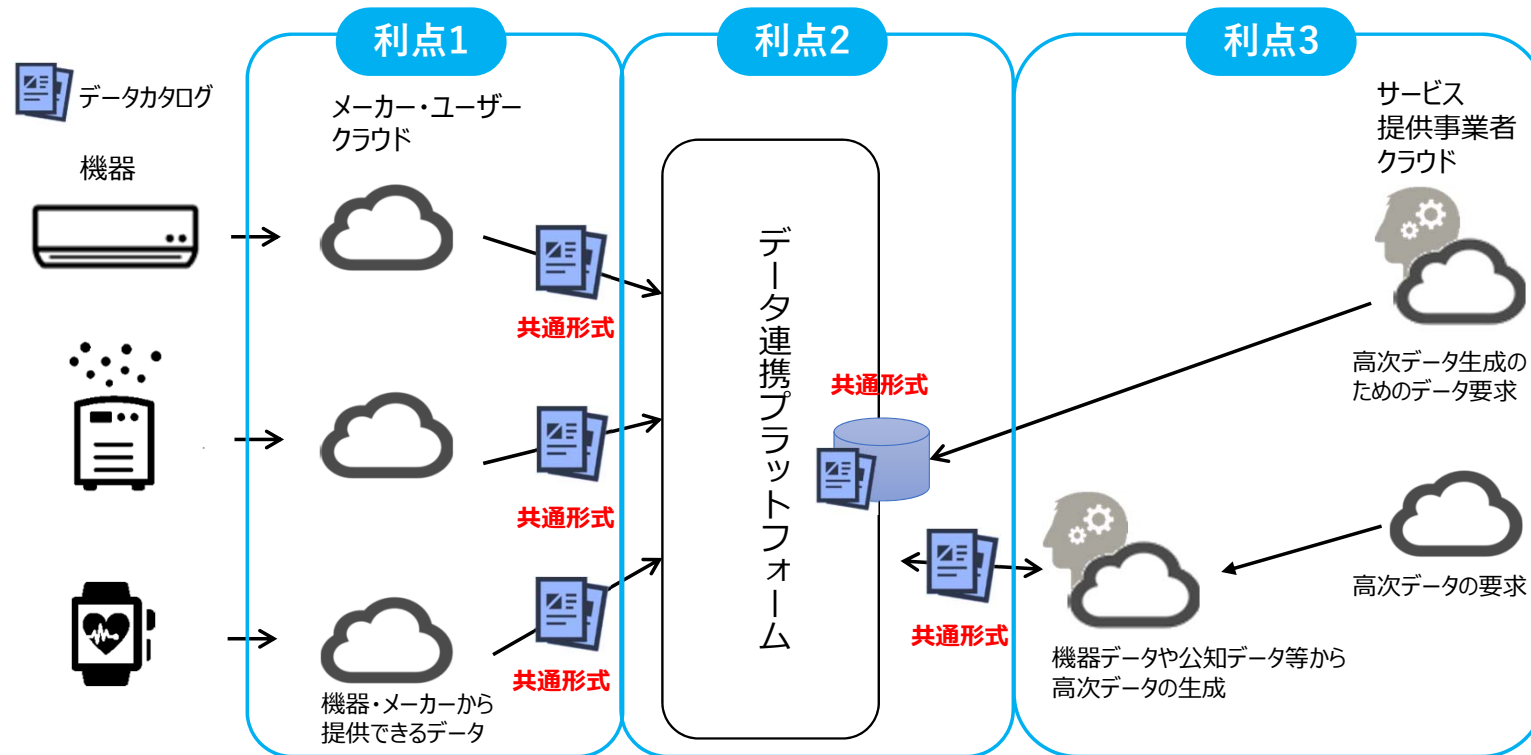 利点1
利点2
利点3
データカタログ
機器
メーカー・ユーザー
クラウド
共通形式
共通形式
共通形式
機器・メーカーから
提供できるデータ
データ連携プラットフォーム
共通形式
共通形式
サービス
提供事業者
クラウド
高次データ生成の
ためのデータ要求
高次データの要求
機器データや公知データ等から
高次データの生成